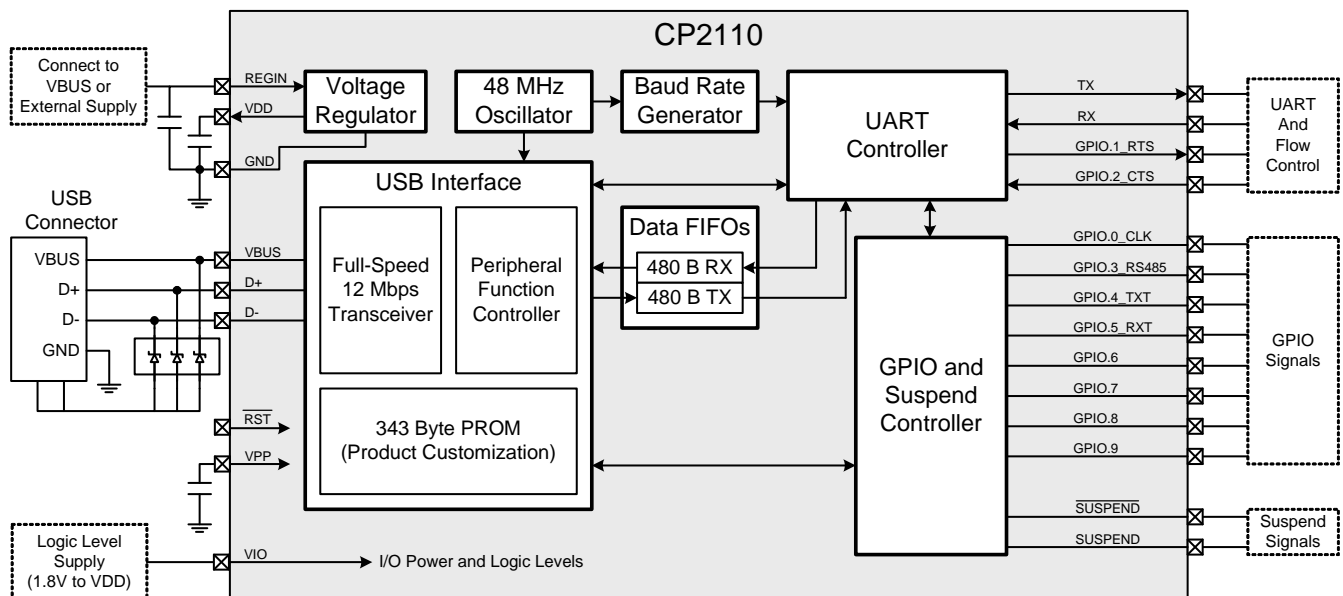 CP2110
Connect to
VBUS or
External Supply
REGIN
VDD
GND
Voltage
Regulator
48 MHz
Oscillator
Baud Rate
Generator
UART
Controller
TX
RX
GPIO.1_RTS
GPIO.2_CTS
UART
And
Flow
Control
USB
Connector
VBUS
D+
D-
GND
VBUS
D+
D-
USB Interface
Full-Speed
12 Mbps
Transceiver
Peripheral
Function
Controller
343 Byte PROM
(Product Customization)
Data FIFOs
480 B RX
480 B TX
GPIO and
Suspend
Controller
GPIO.0_CLK
GPIO.3_RS485
GPIO.4_TXT
GPIO.5_RXT
GPIO.6
GPIO.7
GPIO.8
GPIO.9
GPIO
Signals
SUSPEND
SUSPEND
Suspend
Signals
RST
VPP
Logic Level
Supply
(1.8V to VDD)
VIO
I/O Power and Logic Levels